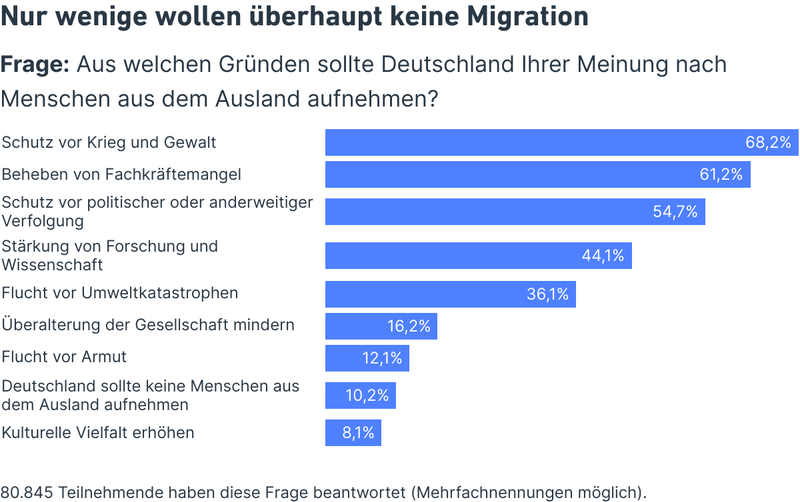 Nur wenige wollen überhaupt keine Migration
Frage: Aus welchen Gründen sollte Deutschland Ihrer Meinung nach
Menschen aus dem Ausland aufnehmen?
Schutz vor Krieg und Gewalt 68,2%
Beheben von Fachkräftemangel 61,2%
Schutz vor politischer oder anderweitiger
Verfolgung 54,7%
Stärkung von Forschung und
Wissenschaft 44,1%
Flucht vor Umweltkatastrophen 36,1%
Überalterung der Gesellschaft mindern 16,2%
Flucht vor Armut 12,1%
Deutschland sollte keine Menschen aus
dem Ausland aufnehmen 10,2%
Kulturelle Vielfalt erhöhen 8,1%
80.845 Teilnehmende haben diese Frage beantwortet (Mehrfachnennungen möglich).